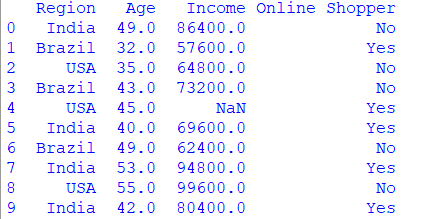 Region Age Income Online Shopper
0 India 49.0 86400.0 No
1 Brazil 32.0 57600.0 Yes
2 USA 35.0 64800.0 No
3 Brazil 43.0 73200.0 No
4 USA 45.0 NaN Yes
5 India 40.0 69600.0 Yes
6 Brazil 49.0 62400.0 No
7 India 53.0 94800.0 Yes
8 USA 55.0 99600.0 No
9 India 42.0 80400.0 Yes